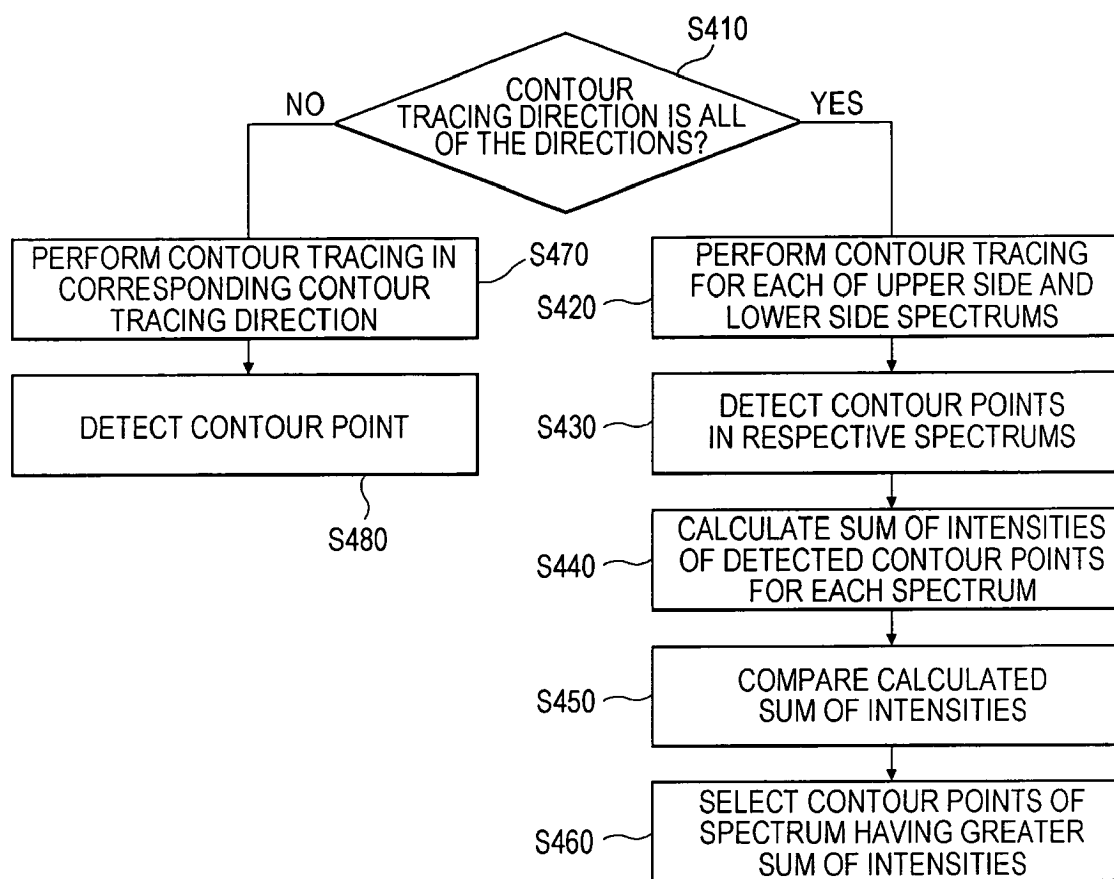 S410
CONTOUR
TRACING DIRECTION IS ALL
OF THE DIRECTIONS?
NO
YES
PERFORM CONTOUR TRACING IN
CORRESPONDING CONTOUR
TRACING DIRECTION
S470
DETECT CONTOUR POINT
S480
PERFORM CONTOUR TRACING
FOR EACH OF UPPER SIDE AND
LOWER SIDE SPECTRUMS
S420
DETECT CONTOUR POINTS
IN RESPECTIVE SPECTRUMS
S430
CALCULATE SUM OF INTENSITIES
OF DETECTED CONTOUR POINTS
FOR EACH SPECTRUM
S440
COMPARE CALCULATED
SUM OF INTENSITIES
S450
SELECT CONTOUR POINTS OF
SPECTRUM HAVING GREATER
SUM OF INTENSITIES
S460